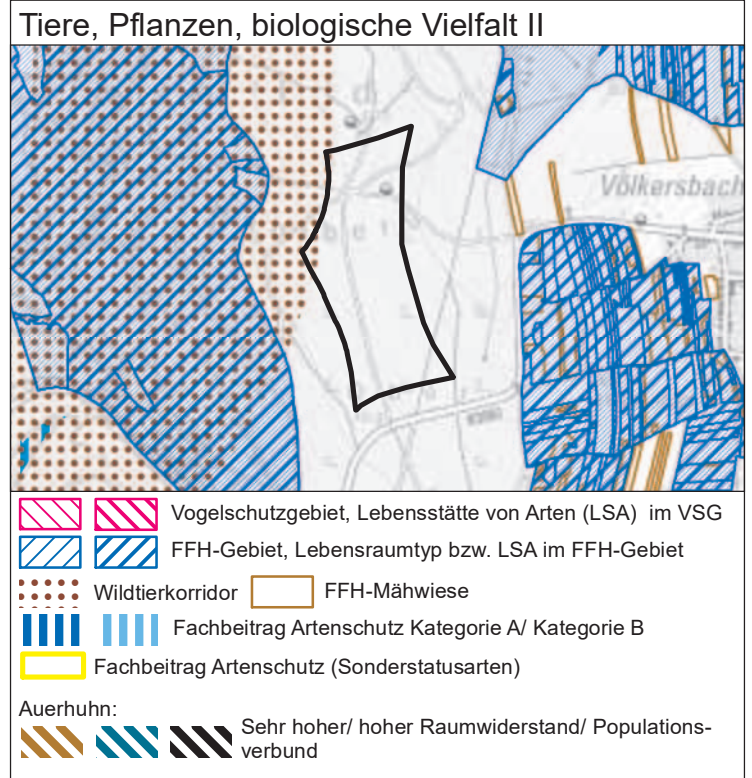 Tiere, Pflanzen, biologische Vielfalt II
Völkersbach
Vogelschutzgebiet, Lebensstätte von Arten (LSA) im VSG
FFH-Gebiet, Lebensraumtyp bzw. LSA im FFH-Gebiet
Wildtierkorridor FFH-Mähwiese
Fachbeitrag Artenschutz Kategorie A/ Kategorie B
Fachbeitrag Artenschutz (Sonderstatusarten)
Auerhuhn:
Sehr hoher/ hoher Raumwiderstand/ Populations-
verbund